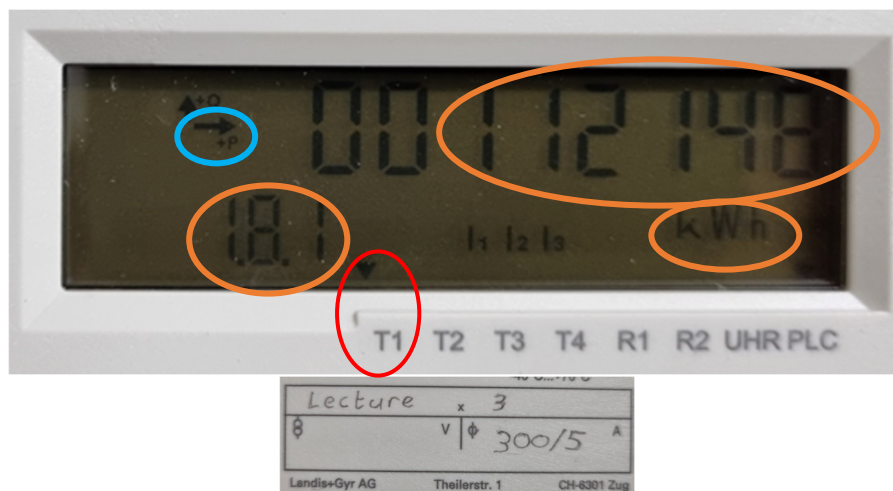 +Q
+P
00112146
1.8.1
I1 I2 I3
kWh
T1 T2 T3 T4 R1 R2 UHR PLC
Lecture x 3
V 300/5 A
Landis+Gyr AG Theilerstr. 1 CH-6301 Zug